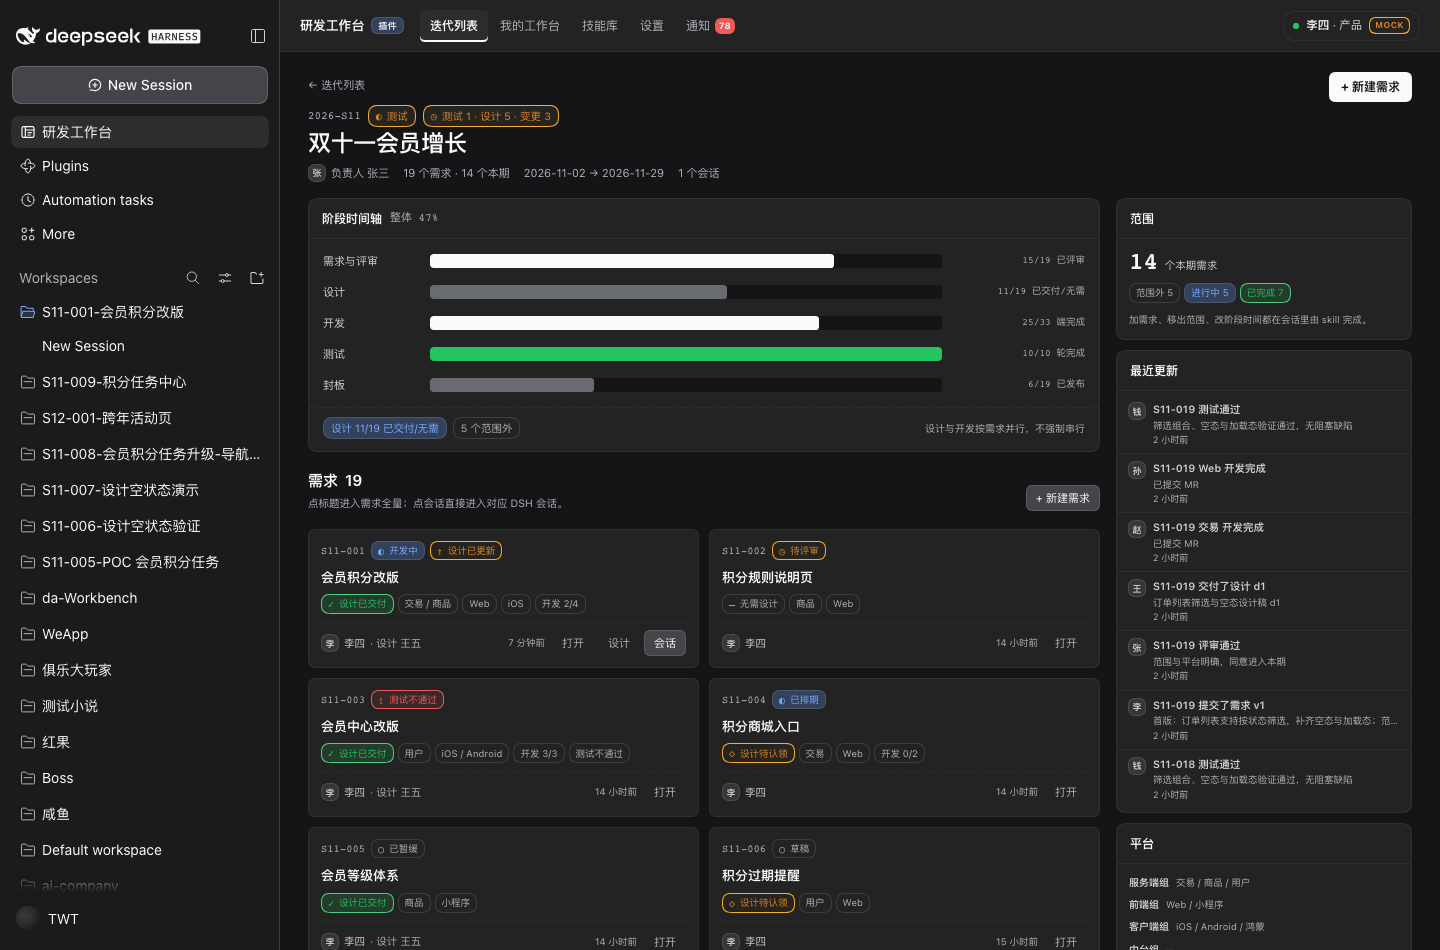 deepseek HARNESS
New Session
研发工作台
Plugins
Automation tasks
More
Workspaces
S11-001-会员积分改版
New Session
S11-009-积分任务中心
S12-001-跨年活动页
S11-008-会员积分任务升级-导航...
S11-007-设计空状态演示
S11-006-设计空状态验证
S11-005-POC 会员积分任务
da-Workbench
WeApp
俱乐大玩家
测试小说
红果
Boss
咸鱼
Default workspace
ai-company
TWT
研发工作台 插件 迭代列表 我的工作台 技能库 设置 通知 78
李四 · 产品 MOCK
← 迭代列表
+ 新建需求
2026-S11 ◐ 测试 ◷ 测试 1 · 设计 5 · 变更 3
双十一会员增长
张 负责人 张三 19 个需求 · 14 个本期 2026-11-02 → 2026-11-29 1 个会话
阶段时间轴 整体 47%
需求与评审 15/19 已评审
设计 11/19 已交付/无需
开发 25/33 端完成
测试 10/10 轮完成
封板 6/19 已发布
设计 11/19 已交付/无需 5 个范围外 设计与开发按需求并行，不强制串行
需求 19
点标题进入需求全量；点会话直接进入对应 DSH 会话。
+ 新建需求
S11-001 ◐ 开发中 ↑ 设计已更新
会员积分改版
✓ 设计已交付 交易 / 商品 Web iOS 开发 2/4
李 李四 · 设计 王五 7 分钟前 打开 设计 会话
S11-002 ◷ 待评审
积分规则说明页
— 无需设计 商品 Web
李 李四 14 小时前 打开
S11-003 ! 测试不通过
会员中心改版
✓ 设计已交付 用户 iOS / Android 开发 3/3 测试不通过
李 李四 · 设计 王五 14 小时前 打开
S11-004 ◐ 已排期
积分商城入口
◇ 设计待认领 交易 Web 开发 0/2
李 李四 14 小时前 打开
S11-005 ○ 已暂缓
会员等级体系
✓ 设计已交付 商品 小程序
李 李四 · 设计 王五 14 小时前 打开
S11-006 ○ 草稿
积分过期提醒
◇ 设计待认领 用户 Web
李 李四 15 小时前 打开
范围
14 个本期需求
范围外 5 进行中 5 已完成 7
加需求、移出范围、改阶段时间都在会话里由 skill 完成。
最近更新
钱 S11-019 测试通过
筛选组合、空态与加载态验证通过，无阻塞缺陷
2 小时前
孙 S11-019 Web 开发完成
已提交 MR
2 小时前
赵 S11-019 交易 开发完成
已提交 MR
2 小时前
王 S11-019 交付了设计 d1
订单列表筛选与空态设计稿 d1
2 小时前
张 S11-019 评审通过
范围与平台明确，同意进入本期
2 小时前
李 S11-019 提交了需求 v1
首版：订单列表支持按状态筛选，补齐空态与加载态；范...
2 小时前
钱 S11-018 测试通过
筛选组合、空态与加载态验证通过，无阻塞缺陷
2 小时前
平台
服务端组 交易 / 商品 / 用户
前端组 Web / 小程序
客户端组 iOS / Android / 鸿蒙
中台组